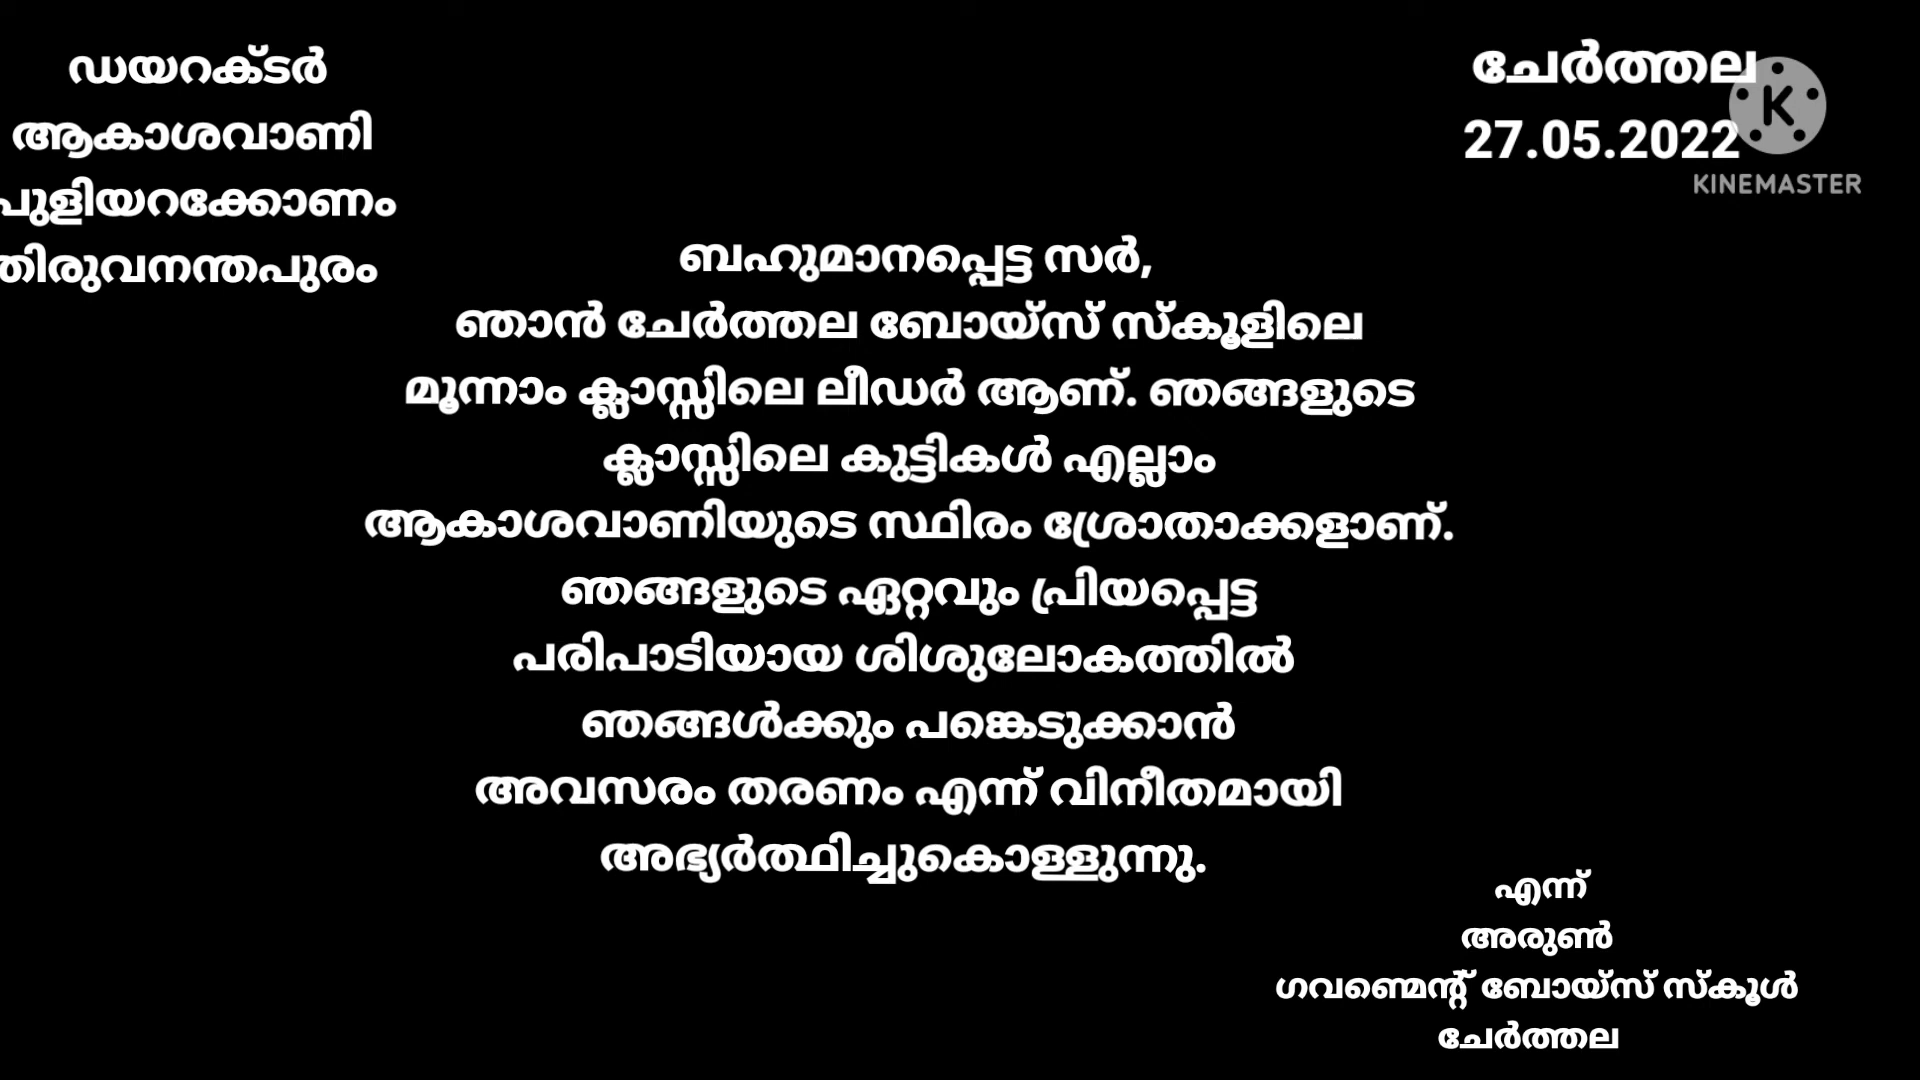 ഡയറക്ടർ
ആകാശവാണി
പുളിയറക്കോണം
തിരുവനന്തപുരം
ചേർത്തല
27.05.2022
KINEMASTER
ബഹുമാനപ്പെട്ട സർ,
ഞാൻ ചേർത്തല ബോയ്സ് സ്കൂളിലെ
മൂന്നാം ക്ലാസ്സിലെ ലീഡർ ആണ്. ഞങ്ങളുടെ
ക്ലാസ്സിലെ കുട്ടികൾ എല്ലാം
ആകാശവാണിയുടെ സ്ഥിരം ശ്രോതാക്കളാണ്.
ഞങ്ങളുടെ ഏറ്റവും പ്രിയപ്പെട്ട
പരിപാടിയായ ശിശുലോകത്തിൽ
ഞങ്ങൾക്കും പങ്കെടുക്കാൻ
അവസരം തരണം എന്ന് വിനീതമായി
അഭ്യർത്ഥിച്ചുകൊള്ളുന്നു.
എന്ന്
അരുൺ
ഗവണ്മെന്റ് ബോയ്സ് സ്കൂൾ
ചേർത്തല